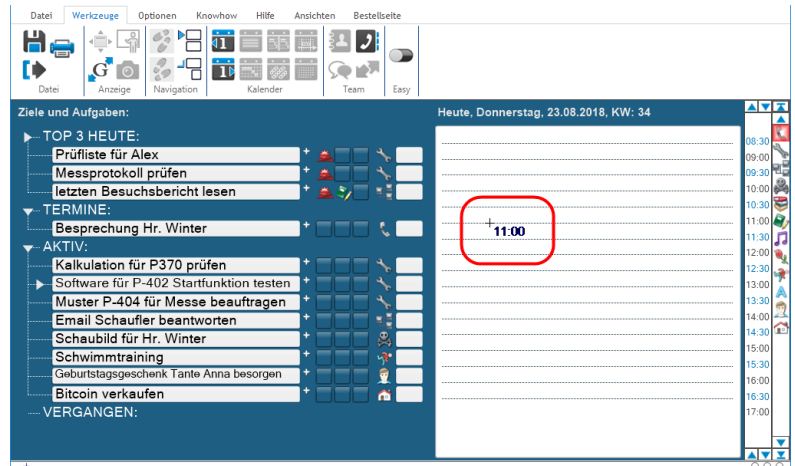 Datei Werkzeuge Optionen Knowhow Hilfe Ansichten Bestellseite
G 1 1
Datei Anzeige Navigation Kalender Team Easy
Ziele und Aufgaben:
Heute, Donnerstag, 23.08.2018, KW: 34
TOP 3 HEUTE:
Prüfliste für Alex
Messprotokoll prüfen
letzten Besuchsbericht lesen
TERMINE:
Besprechung Hr. Winter
AKTIV:
Kalkulation für P370 prüfen
Software für P-402 Startfunktion testen
Muster P-404 für Messe beauftragen
Email Schaufler beantworten
Schaubild für Hr. Winter
Schwimmtraining
Geburtstagsgeschenk Tante Anna besorgen
Bitcoin verkaufen
VERGANGEN:
11:00
08:30
09:00
09:30
10:00
10:30
11:00
11:30
12:00
12:30
13:00
13:30
14:00
14:30
15:00
15:30
16:00
16:30
17:00
A